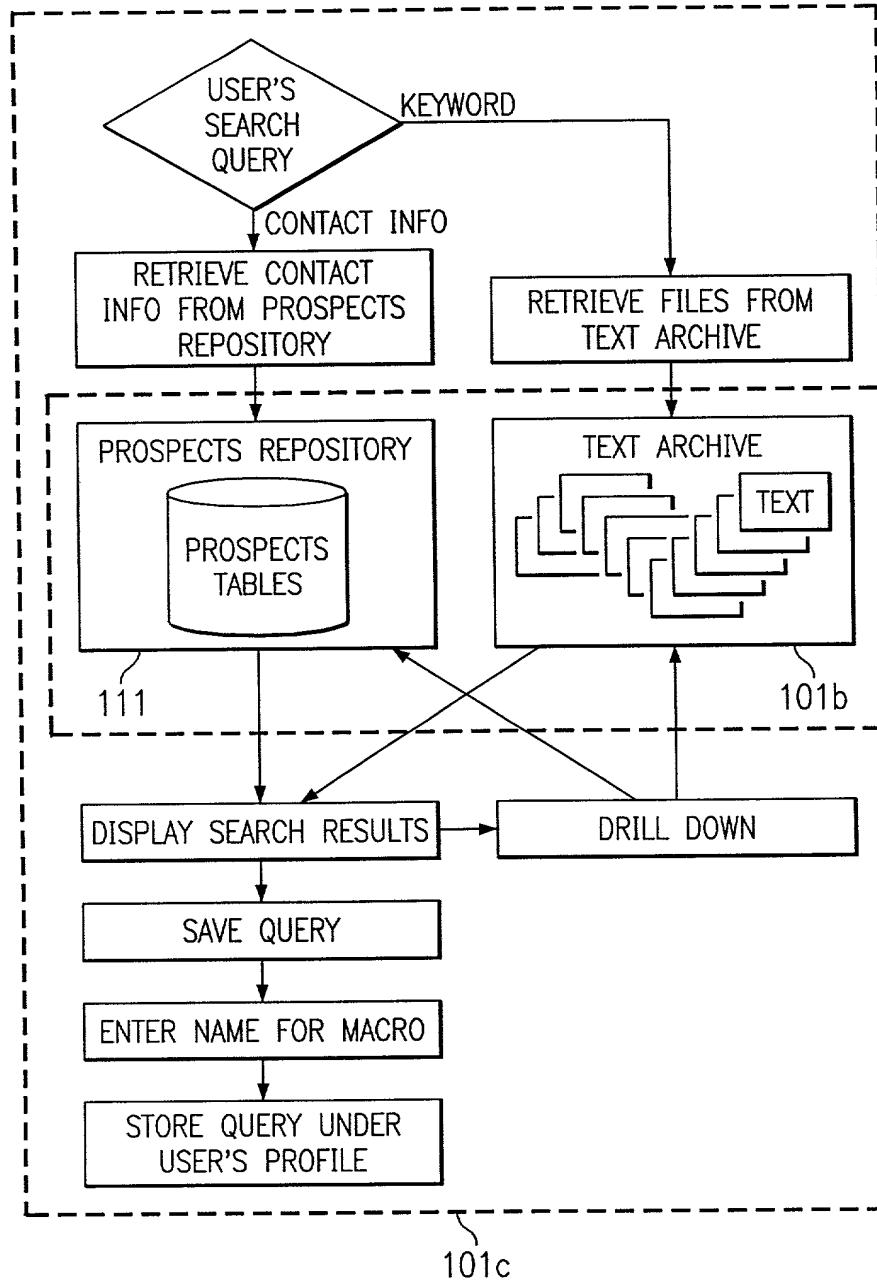 USER'S
SEARCH
QUERY
KEYWORD
CONTACT INFO
RETRIEVE CONTACT
INFO FROM PROSPECTS
REPOSITORY
RETRIEVE FILES FROM
TEXT ARCHIVE
PROSPECTS REPOSITORY
PROSPECTS
TABLES
TEXT ARCHIVE
TEXT
111
101b
DISPLAY SEARCH RESULTS
DRILL DOWN
SAVE QUERY
ENTER NAME FOR MACRO
STORE QUERY UNDER
USER'S PROFILE
101c